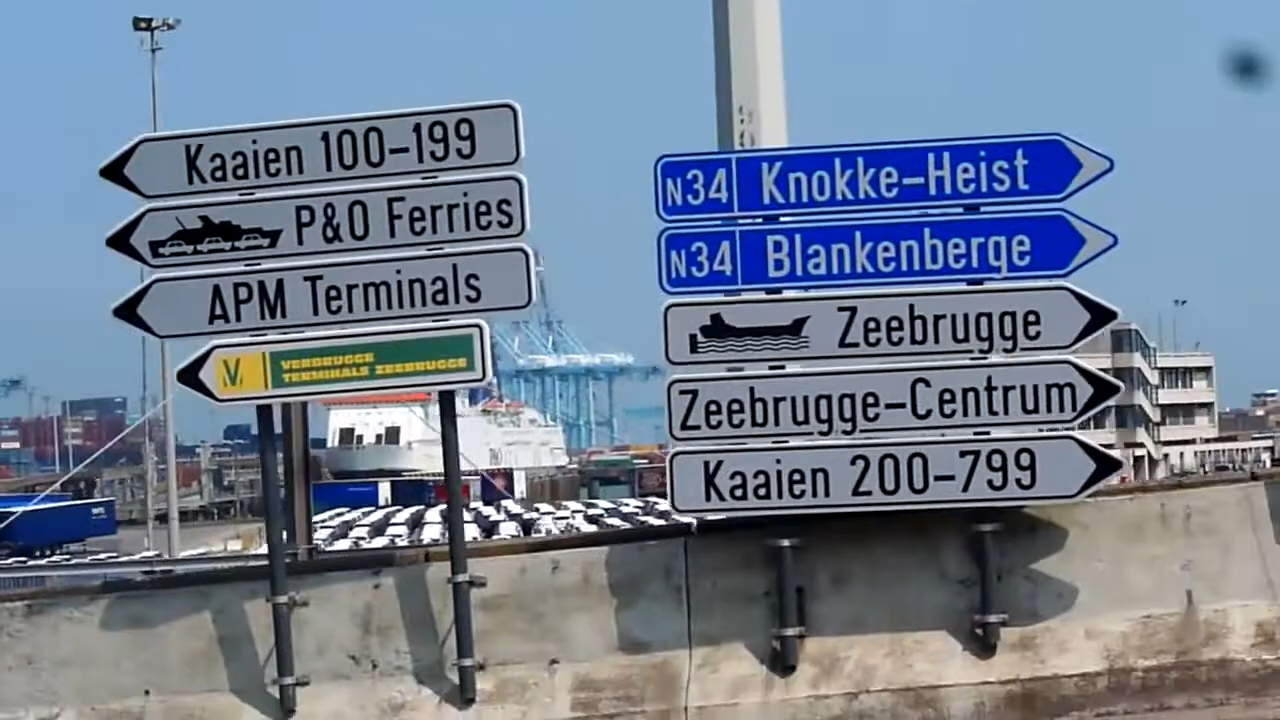 Kaaien 100-199
P&O Ferries
APM Terminals
V
VERBRUGGE
TERMINALS ZEEBRUGGE
N34 Knokke-Heist
N34 Blankenberge
Zeebrugge
Zeebrugge-Centrum
Kaaien 200-799